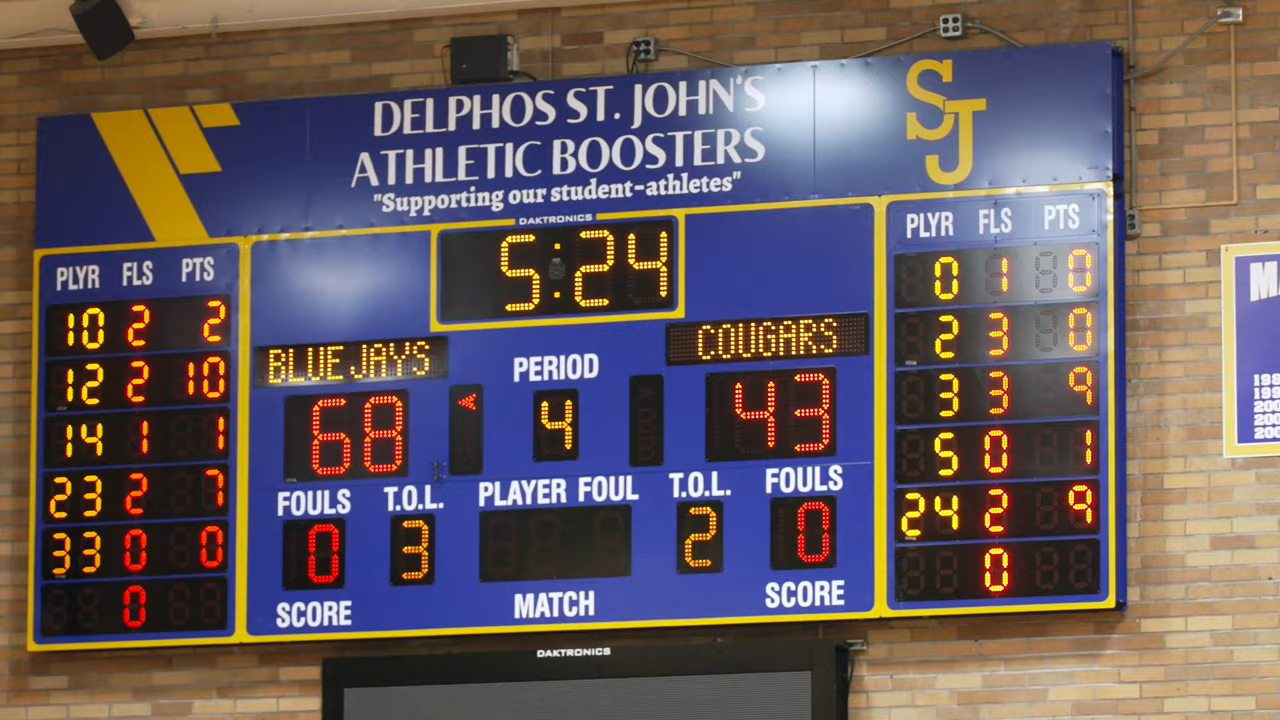 DELPHOS ST. JOHN'S
ATHLETIC BOOSTERS
"Supporting our student-athletes"
SJ
DAKTRONICS
5:24
PLYR FLS PTS
10 2 2
12 2 10
14 1 1
23 2 7
33 0 0
0
BLUE JAYS
COUGARS
PERIOD
68
4
43
FOULS T.O.L. PLAYER FOUL T.O.L. FOULS
0 3 2 0
SCORE MATCH SCORE
PLYR FLS PTS
0 1 0
2 3 0
3 3 9
5 0 1
24 2 9
0
DAKTRONICS